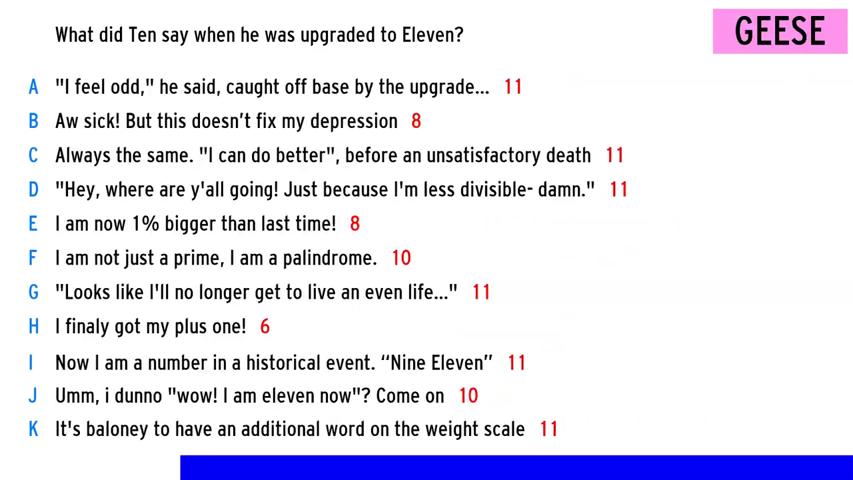 What did Ten say when he was upgraded to Eleven?
GEESE
A "I feel odd," he said, caught off base by the upgrade... 11
B Aw sick! But this doesn't fix my depression 8
C Always the same. "I can do better", before an unsatisfactory death 11
D "Hey, where are y'all going! Just because I'm less divisible- damn." 11
E I am now 1% bigger than last time! 8
F I am not just a prime, I am a palindrome. 10
G "Looks like I'll no longer get to live an even life..." 11
H I finaly got my plus one! 6
I Now I am a number in a historical event. “Nine Eleven” 11
J Umm, i dunno "wow! I am eleven now"? Come on 10
K It's baloney to have an additional word on the weight scale 11